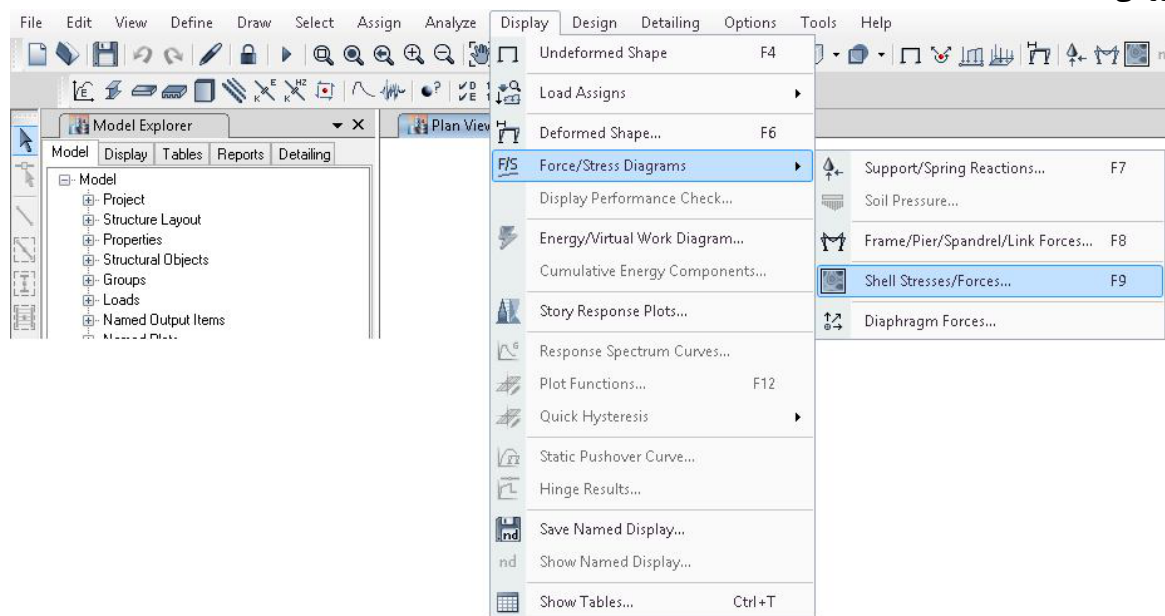 File Edit View Define Draw Select Assign Analyze Display Design Detailing Options Tools Help
Model Explorer
Plan View
Model Display Tables Reports Detailing
Model
Project
Structure Layout
Properties
Structural Objects
Groups
Loads
Named Output Items
Named Plots
Undeformed Shape F4
Load Assigns
Deformed Shape... F6
F/S Force/Stress Diagrams
Display Performance Check...
Energy/Virtual Work Diagram...
Cumulative Energy Components...
Story Response Plots...
Response Spectrum Curves...
Plot Functions... F12
Quick Hysteresis
Static Pushover Curve...
Hinge Results...
nd Save Named Display...
nd Show Named Display...
Show Tables... Ctrl+T
Support/Spring Reactions... F7
Soil Pressure...
Frame/Pier/Spandrel/Link Forces... F8
Shell Stresses/Forces... F9
Diaphragm Forces...